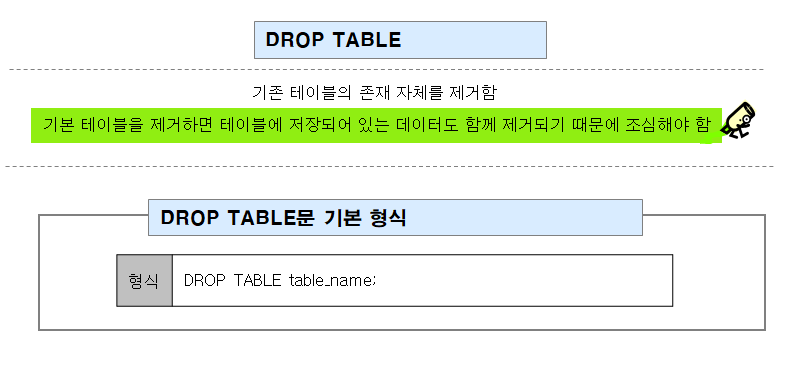 DROP TABLE
기존 테이블의 존재 자체를 제거함
기본 테이블을 제거하면 테이블에 저장되어 있는 데이터도 함께 제거되기 때문에 조심해야 함
DROP TABLE문 기본 형식
형식 DROP TABLE table_name;